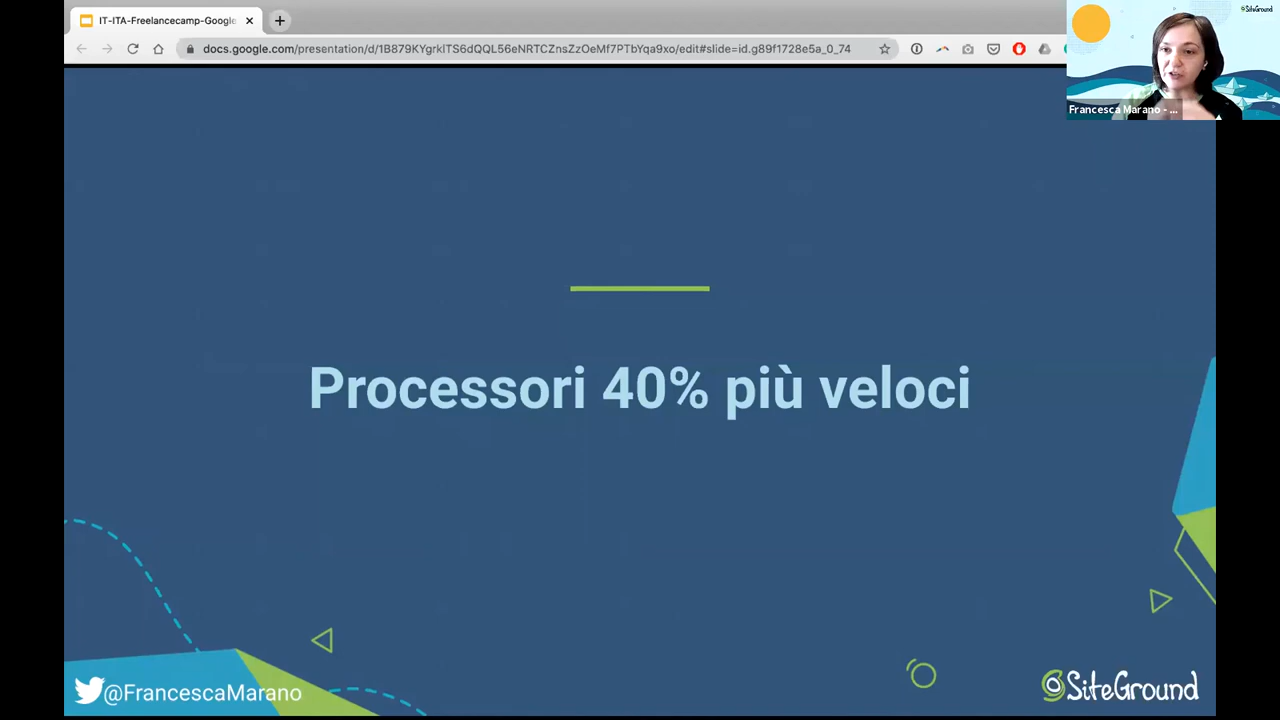 IT-ITA-Freelancecamp-Google
docs.google.com/presentation/d/1B879KYgrkITS6dQQL56eNRTCZnsZzOeMf7PTbYqa9xo/edit#slide=id.g89f1728e5a_0_74
SiteGround
Francesca Marano - ...
Processori 40% più veloci
@FrancescaMarano
SiteGround